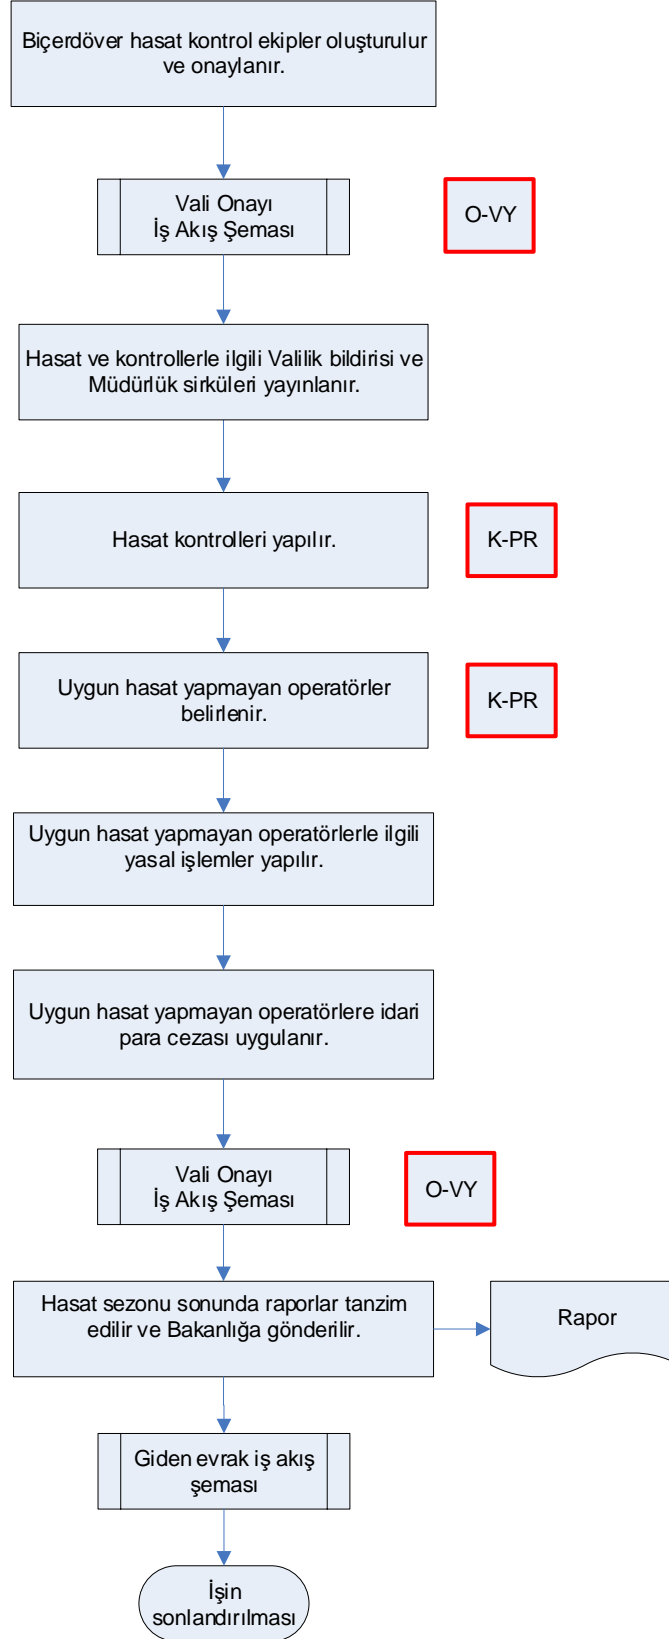 Biçerdöver hasat kontrol ekipler oluşturulur
ve onaylanır.
Vali Onayı
İş Akış Şeması
O-VY
Hasat ve kontrollerle ilgili Valilik bildirisi ve
Müdürlük sirküleri yayınlanır.
Hasat kontrolleri yapılır.
K-PR
Uygun hasat yapmayan operatörler
belirlenir.
K-PR
Uygun hasat yapmayan operatörlerle ilgili
yasal işlemler yapılır.
Uygun hasat yapmayan operatörlere idari
para cezası uygulanır.
Vali Onayı
İş Akış Şeması
O-VY
Hasat sezonu sonunda raporlar tanzim
edilir ve Bakanlığa gönderilir.
Rapor
Giden evrak iş akış
şeması
İşin
sonlandırılması